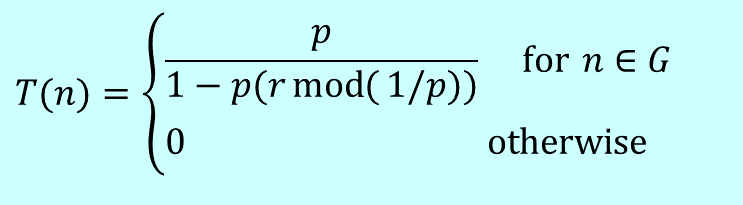 T(n) = { p / (1 − p(r mod( 1/p))) for n ∈ G
0 otherwise